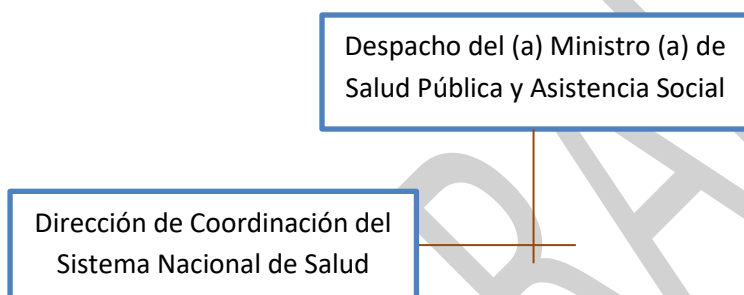 Despacho del (a) Ministro (a) de
Salud Pública y Asistencia Social
Dirección de Coordinación del
Sistema Nacional de Salud